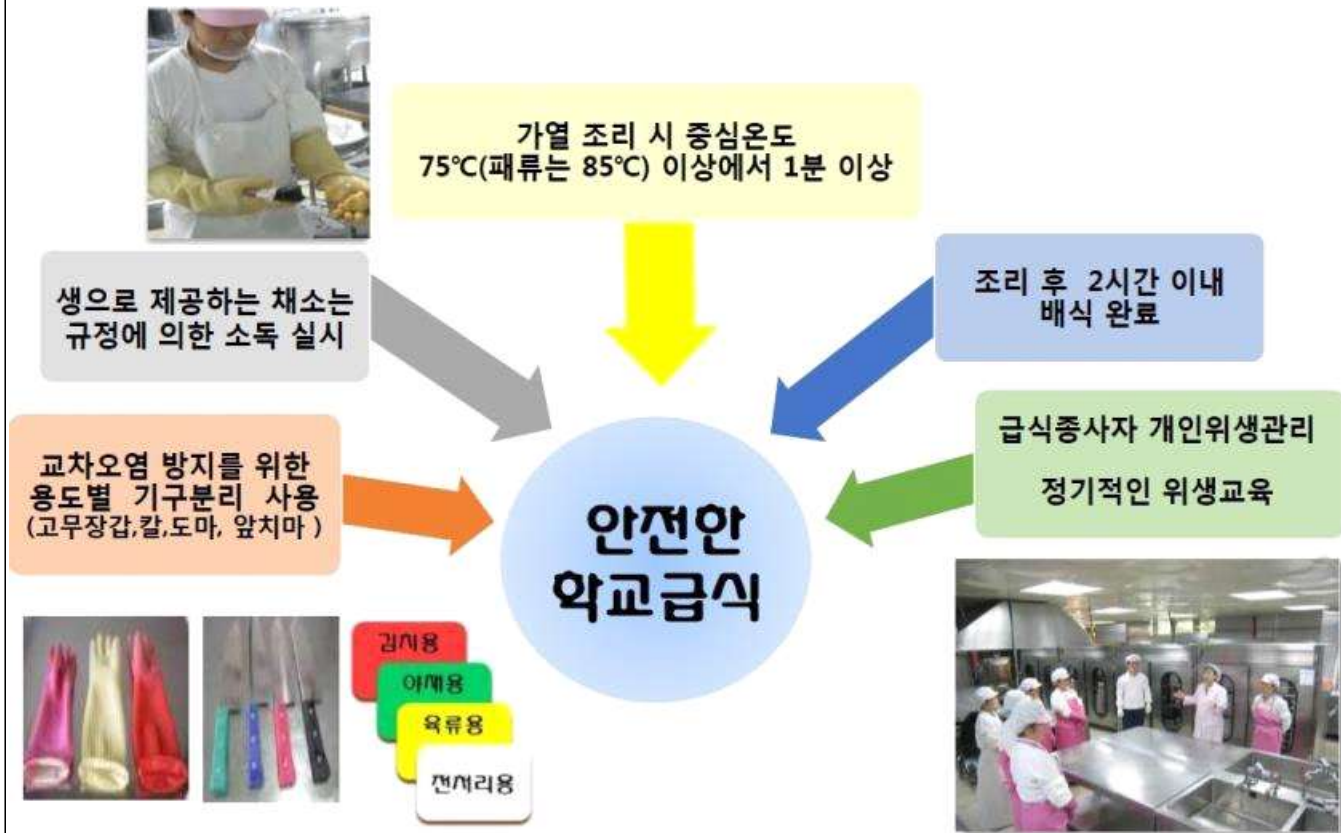 가열 조리 시 중심온도
75℃(패류는 85℃) 이상에서 1분 이상
생으로 제공하는 채소는
규정에 의한 소독 실시
조리 후 2시간 이내
배식 완료
교차오염 방지를 위한
용도별 기구분리 사용
(고무장갑,칼,도마, 앞치마 )
급식종사자 개인위생관리
정기적인 위생교육
안전한
학교급식
김치용
야채용
육류용
전처리용